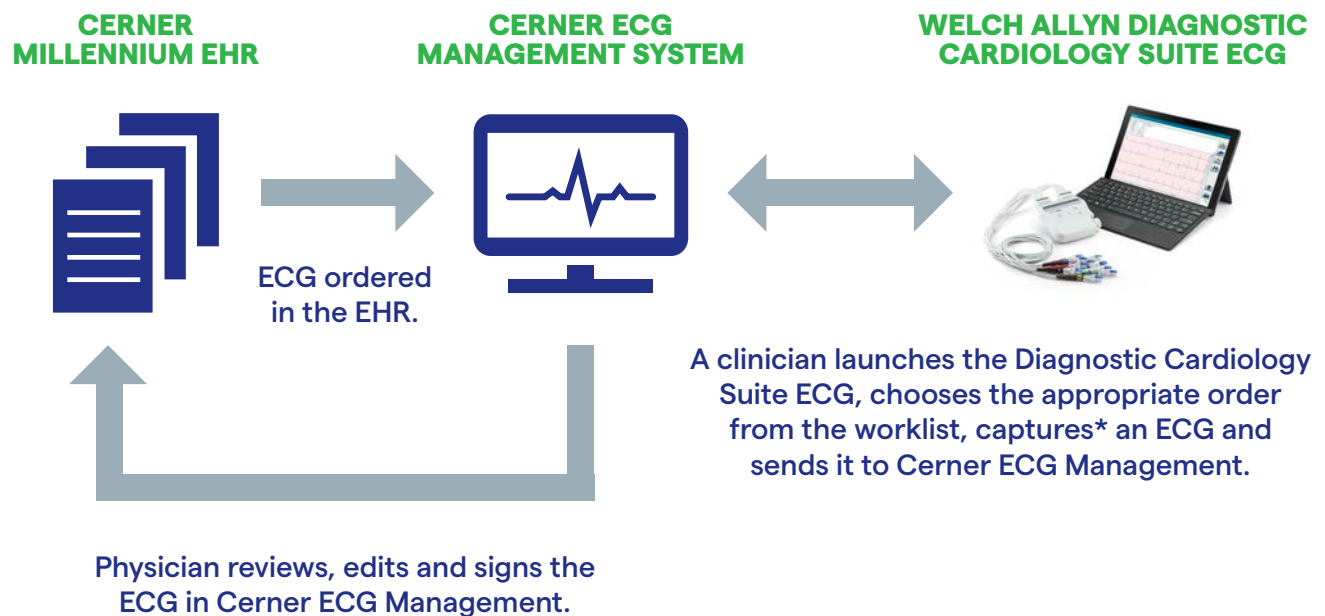 CERNER
MILLENNIUM EHR
CERNER ECG
MANAGEMENT SYSTEM
WELCH ALLYN DIAGNOSTIC
CARDIOLOGY SUITE ECG
ECG ordered
in the EHR.
A clinician launches the Diagnostic Cardiology
Suite ECG, chooses the appropriate order
from the worklist, captures* an ECG and
sends it to Cerner ECG Management.
Physician reviews, edits and signs the
ECG in Cerner ECG Management.